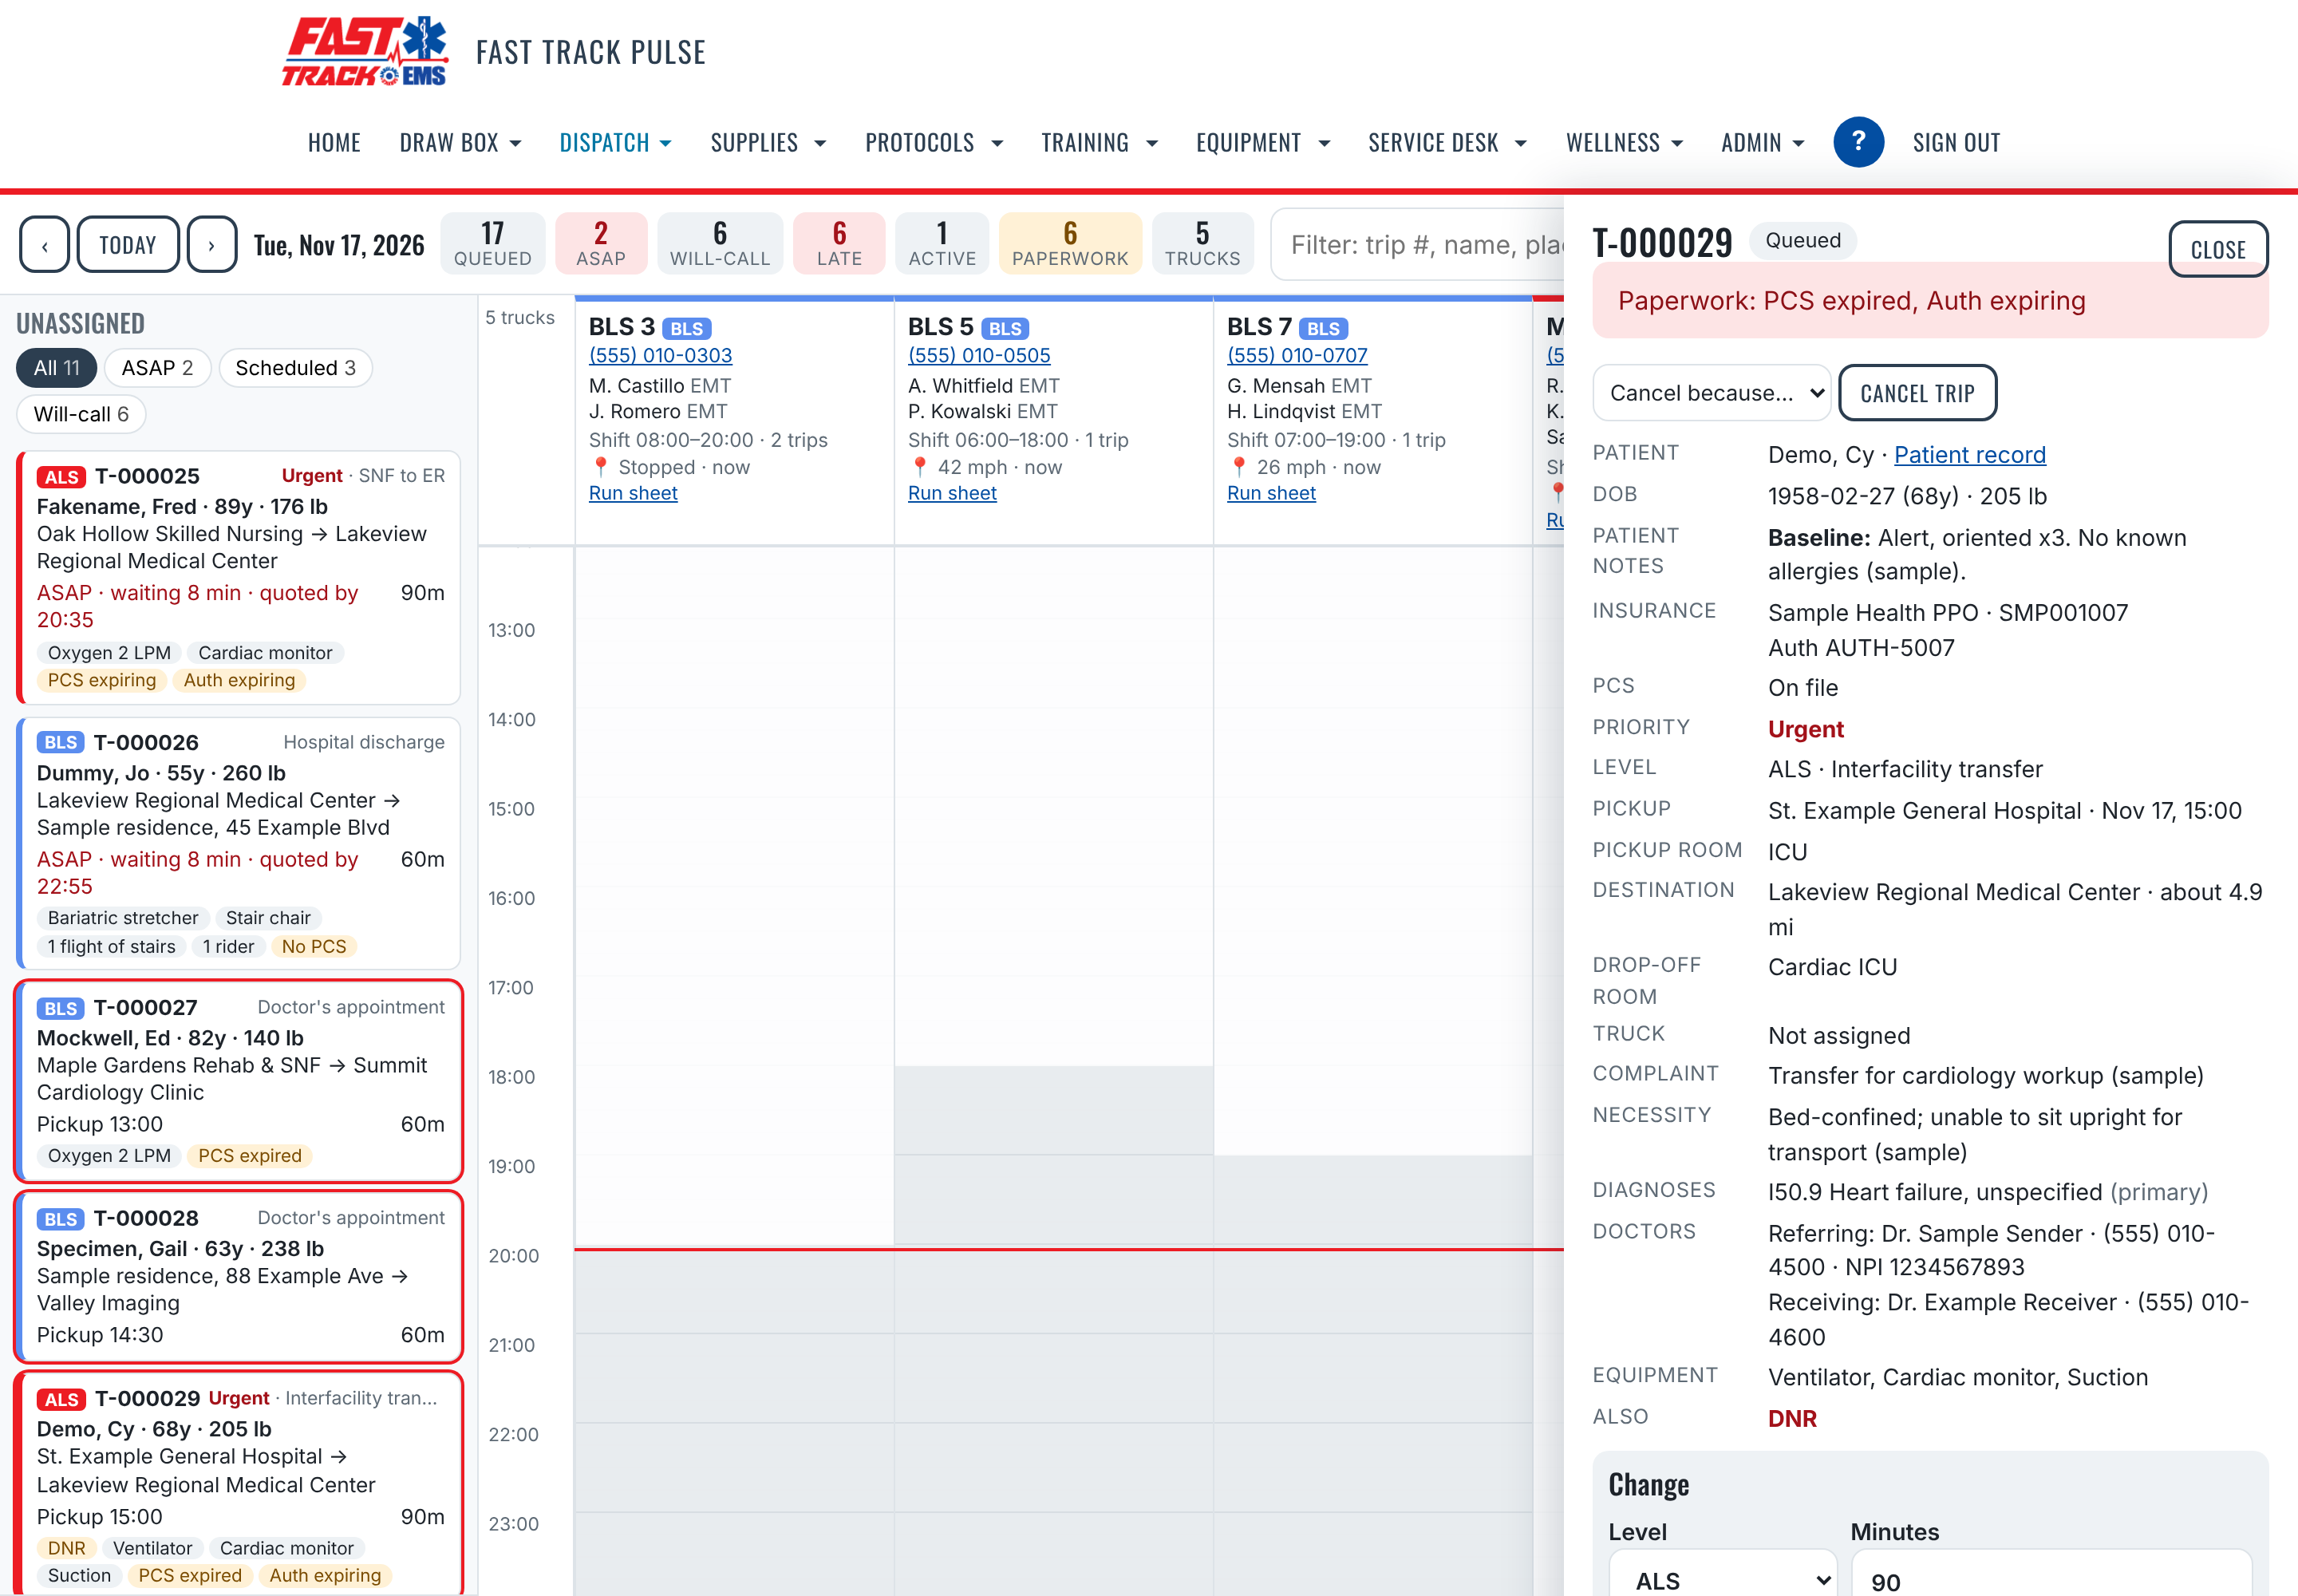 FAST
TRACK EMS
FAST TRACK PULSE
HOME
DRAW BOX
DISPATCH
SUPPLIES
PROTOCOLS
TRAINING
EQUIPMENT
SERVICE DESK
WELLNESS
ADMIN
?
SIGN OUT
‹
TODAY
›
Tue, Nov 17, 2026
17
QUEUED
2
ASAP
6
WILL-CALL
6
LATE
1
ACTIVE
6
PAPERWORK
5
TRUCKS
Filter: trip #, name, pla
UNASSIGNED
All 11
ASAP 2
Scheduled 3
Will-call 6
ALS T-000025 Urgent · SNF to ER
Fakename, Fred · 89y · 176 lb
Oak Hollow Skilled Nursing → Lakeview
Regional Medical Center
ASAP · waiting 8 min · quoted by 90m
20:35
Oxygen 2 LPM Cardiac monitor
PCS expiring Auth expiring
BLS T-000026 Hospital discharge
Dummy, Jo · 55y · 260 lb
Lakeview Regional Medical Center →
Sample residence, 45 Example Blvd
ASAP · waiting 8 min · quoted by 60m
22:55
Bariatric stretcher Stair chair
1 flight of stairs 1 rider No PCS
BLS T-000027 Doctor's appointment
Mockwell, Ed · 82y · 140 lb
Maple Gardens Rehab & SNF → Summit
Cardiology Clinic
Pickup 13:00 60m
Oxygen 2 LPM PCS expired
BLS T-000028 Doctor's appointment
Specimen, Gail · 63y · 238 lb
Sample residence, 88 Example Ave →
Valley Imaging
Pickup 14:30 60m
ALS T-000029 Urgent · Interfacility tran...
Demo, Cy · 68y · 205 lb
St. Example General Hospital →
Lakeview Regional Medical Center
Pickup 15:00 90m
DNR Ventilator Cardiac monitor
Suction PCS expired Auth expiring
5 trucks
BLS 3 BLS
(555) 010-0303
M. Castillo EMT
J. Romero EMT
Shift 08:00–20:00 · 2 trips
Stopped · now
Run sheet
BLS 5 BLS
(555) 010-0505
A. Whitfield EMT
P. Kowalski EMT
Shift 06:00–18:00 · 1 trip
42 mph · now
Run sheet
BLS 7 BLS
(555) 010-0707
G. Mensah EMT
H. Lindqvist EMT
Shift 07:00–19:00 · 1 trip
26 mph · now
Run sheet
13:00
14:00
15:00
16:00
17:00
18:00
19:00
20:00
21:00
22:00
23:00
T-000029 Queued
CLOSE
Paperwork: PCS expired, Auth expiring
Cancel because...
CANCEL TRIP
PATIENT Demo, Cy · Patient record
DOB 1958-02-27 (68y) · 205 lb
PATIENT NOTES Baseline: Alert, oriented x3. No known
allergies (sample).
INSURANCE Sample Health PPO · SMP001007
Auth AUTH-5007
PCS On file
PRIORITY Urgent
LEVEL ALS · Interfacility transfer
PICKUP St. Example General Hospital · Nov 17, 15:00
PICKUP ROOM ICU
DESTINATION Lakeview Regional Medical Center · about 4.9
mi
DROP-OFF ROOM Cardiac ICU
TRUCK Not assigned
COMPLAINT Transfer for cardiology workup (sample)
NECESSITY Bed-confined; unable to sit upright for
transport (sample)
DIAGNOSES I50.9 Heart failure, unspecified (primary)
DOCTORS Referring: Dr. Sample Sender · (555) 010-
4500 · NPI 1234567893
Receiving: Dr. Example Receiver · (555) 010-
4600
EQUIPMENT Ventilator, Cardiac monitor, Suction
ALSO DNR
Change
Level Minutes
ALS 90